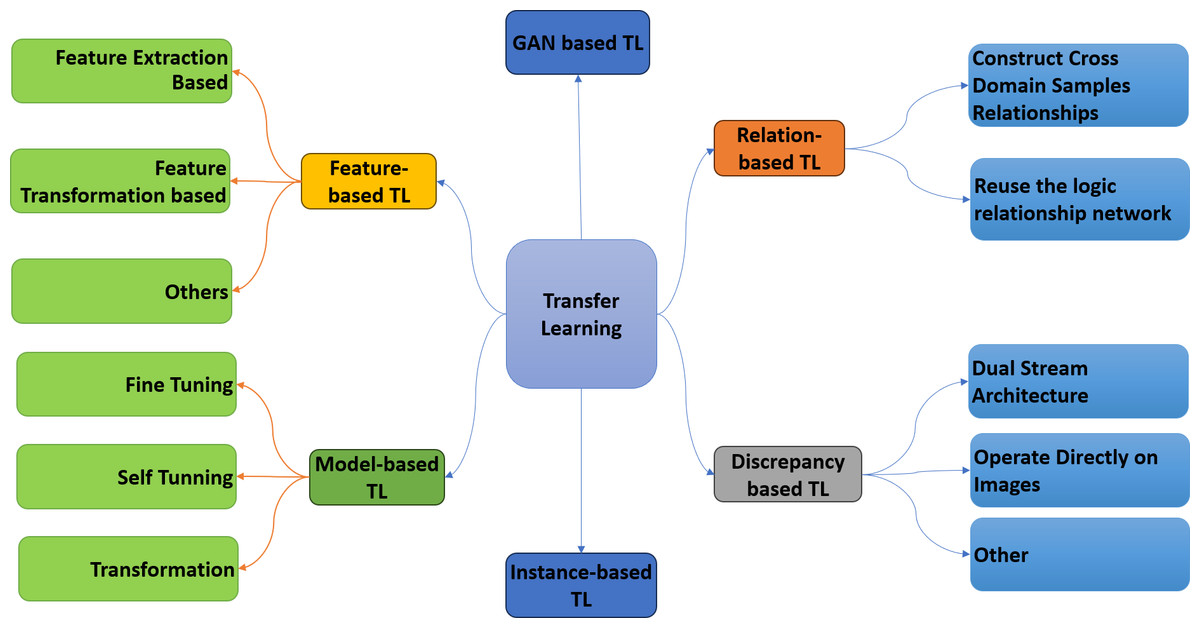 GAN based TL
Feature Extraction
Based
Feature
Transformation based
Others
Feature-
based TL
Fine Tuning
Self Tunning
Transformation
Model-based
TL
Transfer
Learning
Instance-based
TL
Relation-
based TL
Construct Cross
Domain Samples
Relationships
Reuse the logic
relationship network
Discrepancy
based TL
Dual Stream
Architecture
Operate Directly on
Images
Other